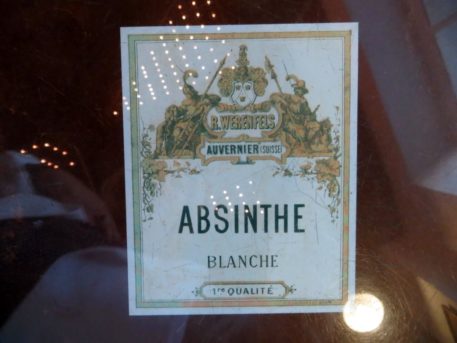 R. WERENFELS
AUVERNIER (SUISSE)
ABSINTHE
BLANCHE
1re QUALITÉ